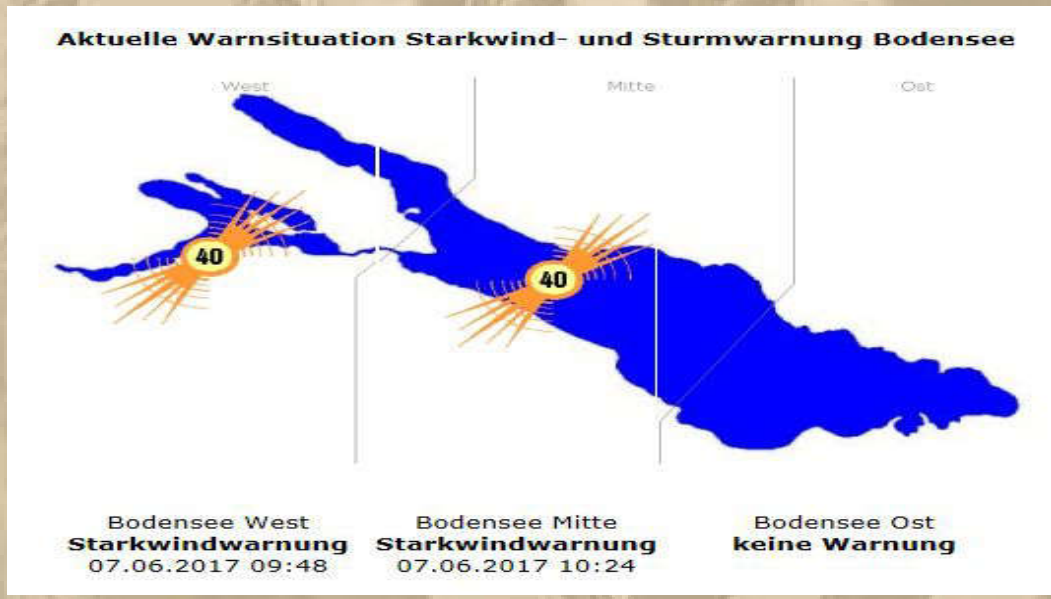 Aktuelle Warnsituation Starkwind- und Sturmwarnung Bodensee
West
Mitte
Ost
40
40
Bodensee West
Starkwindwarnung
07.06.2017 09:48
Bodensee Mitte
Starkwindwarnung
07.06.2017 10:24
Bodensee Ost
keine Warnung